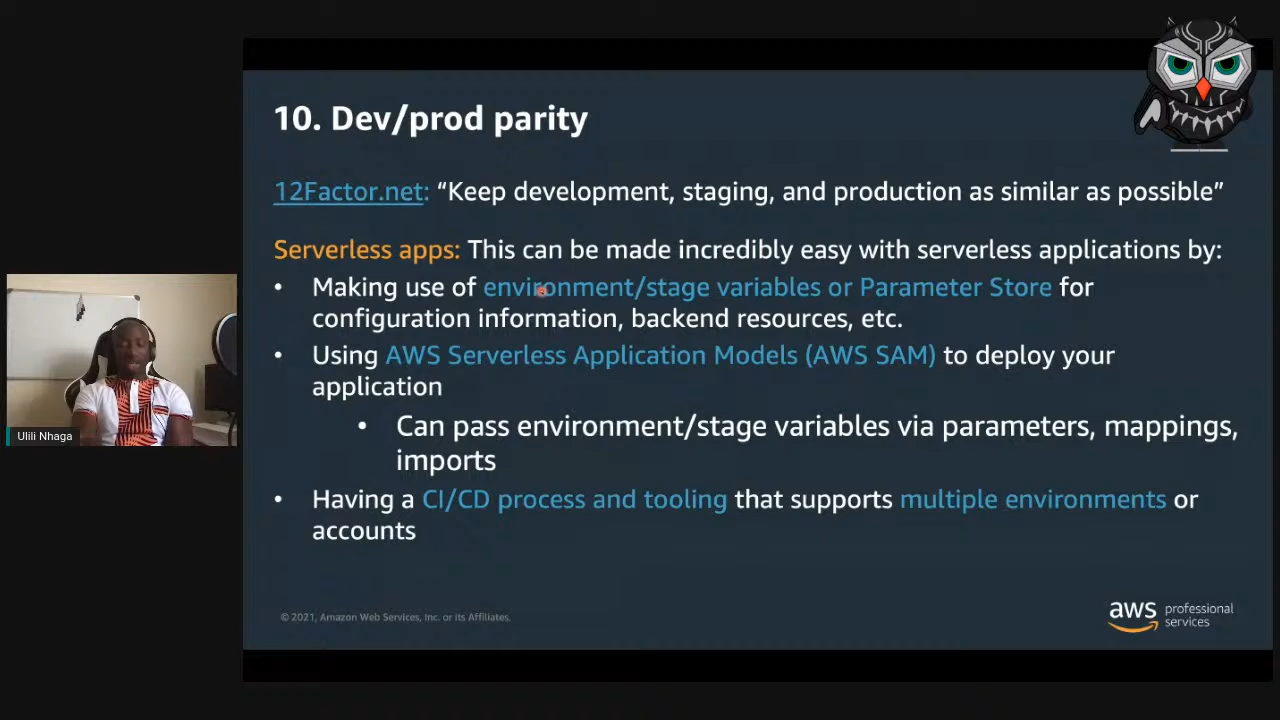 10. Dev/prod parity
12Factor.net: “Keep development, staging, and production as similar as possible”
Serverless apps: This can be made incredibly easy with serverless applications by:
• Making use of environment/stage variables or Parameter Store for
configuration information, backend resources, etc.
• Using AWS Serverless Application Models (AWS SAM) to deploy your
application
• Can pass environment/stage variables via parameters, mappings,
imports
• Having a CI/CD process and tooling that supports multiple environments or
accounts
Ulili Nhaga
© 2021, Amazon Web Services, Inc. or its Affiliates.
aws professional
services